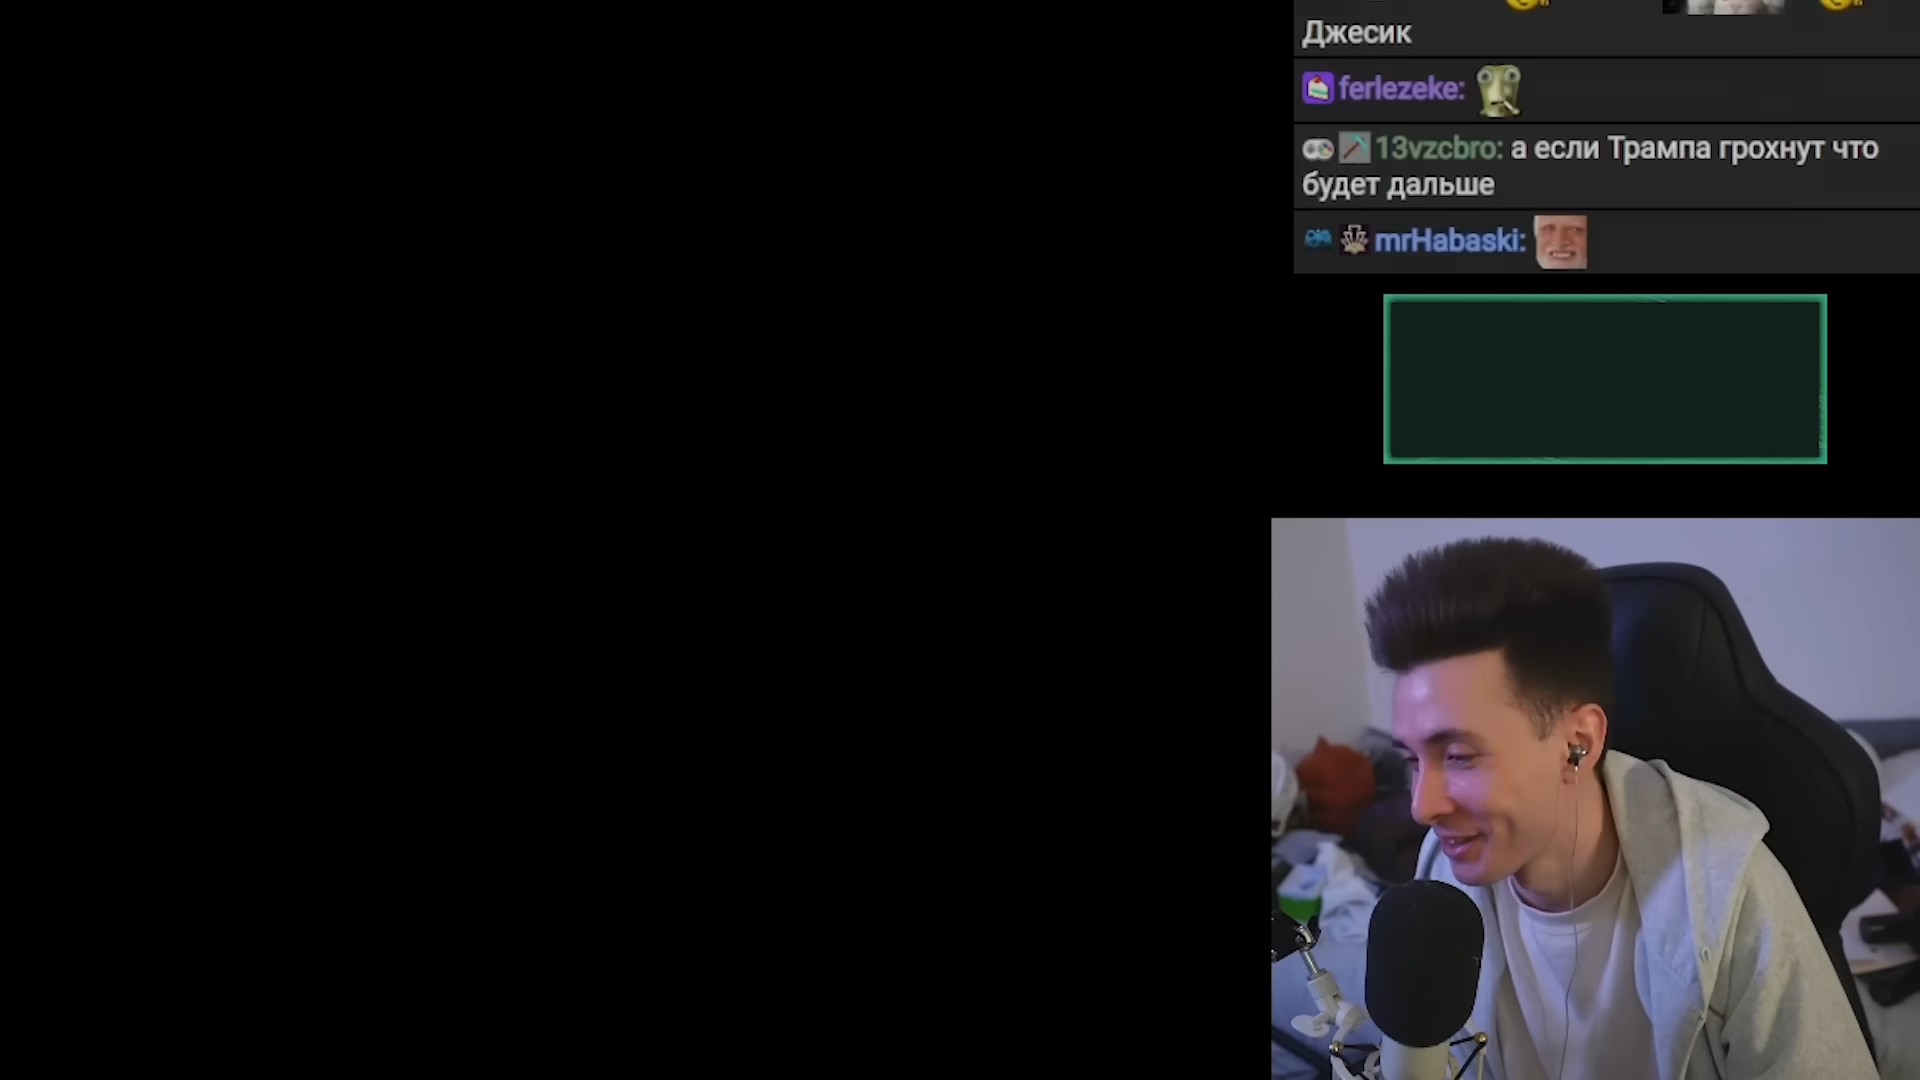 Джесик
ferlezeke:
13vzcbro: а если Трампа грохнут что
будет дальше
mrHabaski: